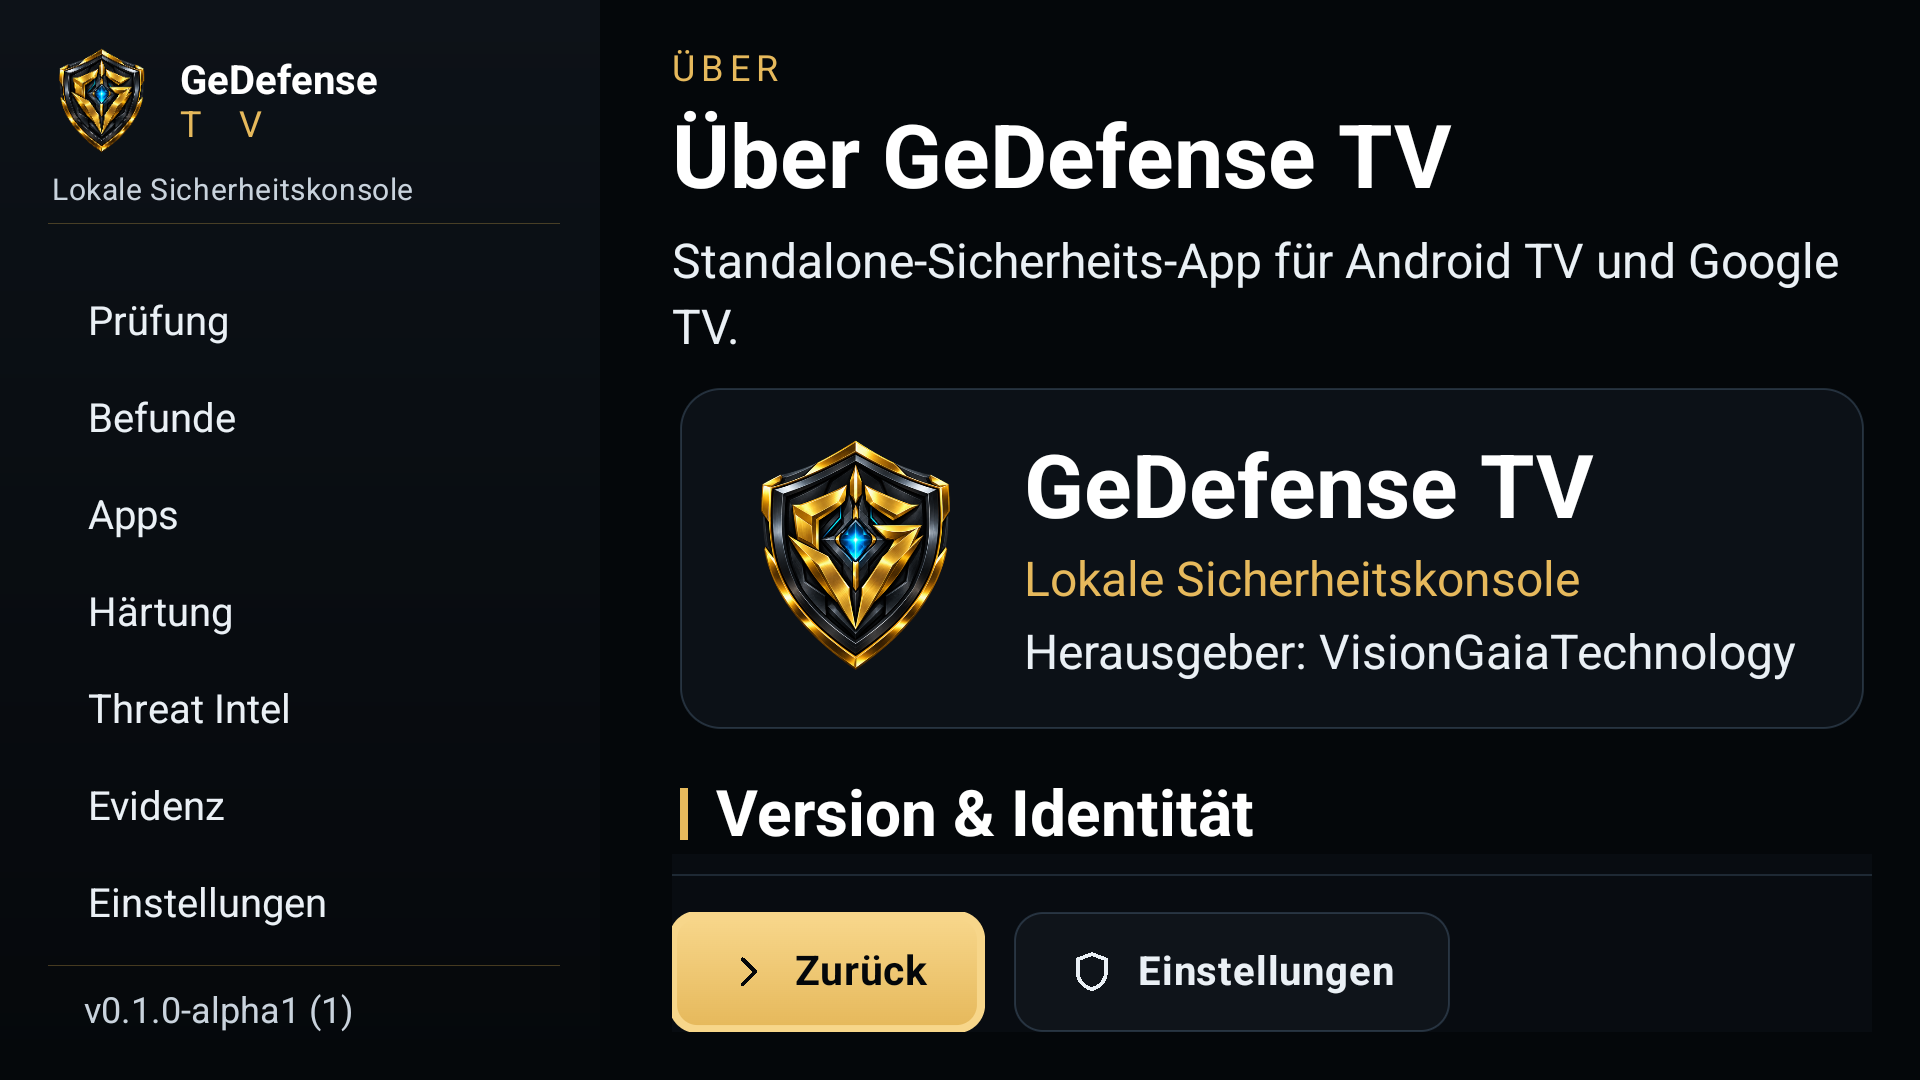 GeDefense
T V
Lokale Sicherheitskonsole
Prüfung
Befunde
Apps
Härtung
Threat Intel
Evidenz
Einstellungen
v0.1.0-alpha1 (1)
ÜBER
Über GeDefense TV
Standalone-Sicherheits-App für Android TV und Google
TV.
GeDefense TV
Lokale Sicherheitskonsole
Herausgeber: VisionGaiaTechnology
Version & Identität
Zurück
Einstellungen